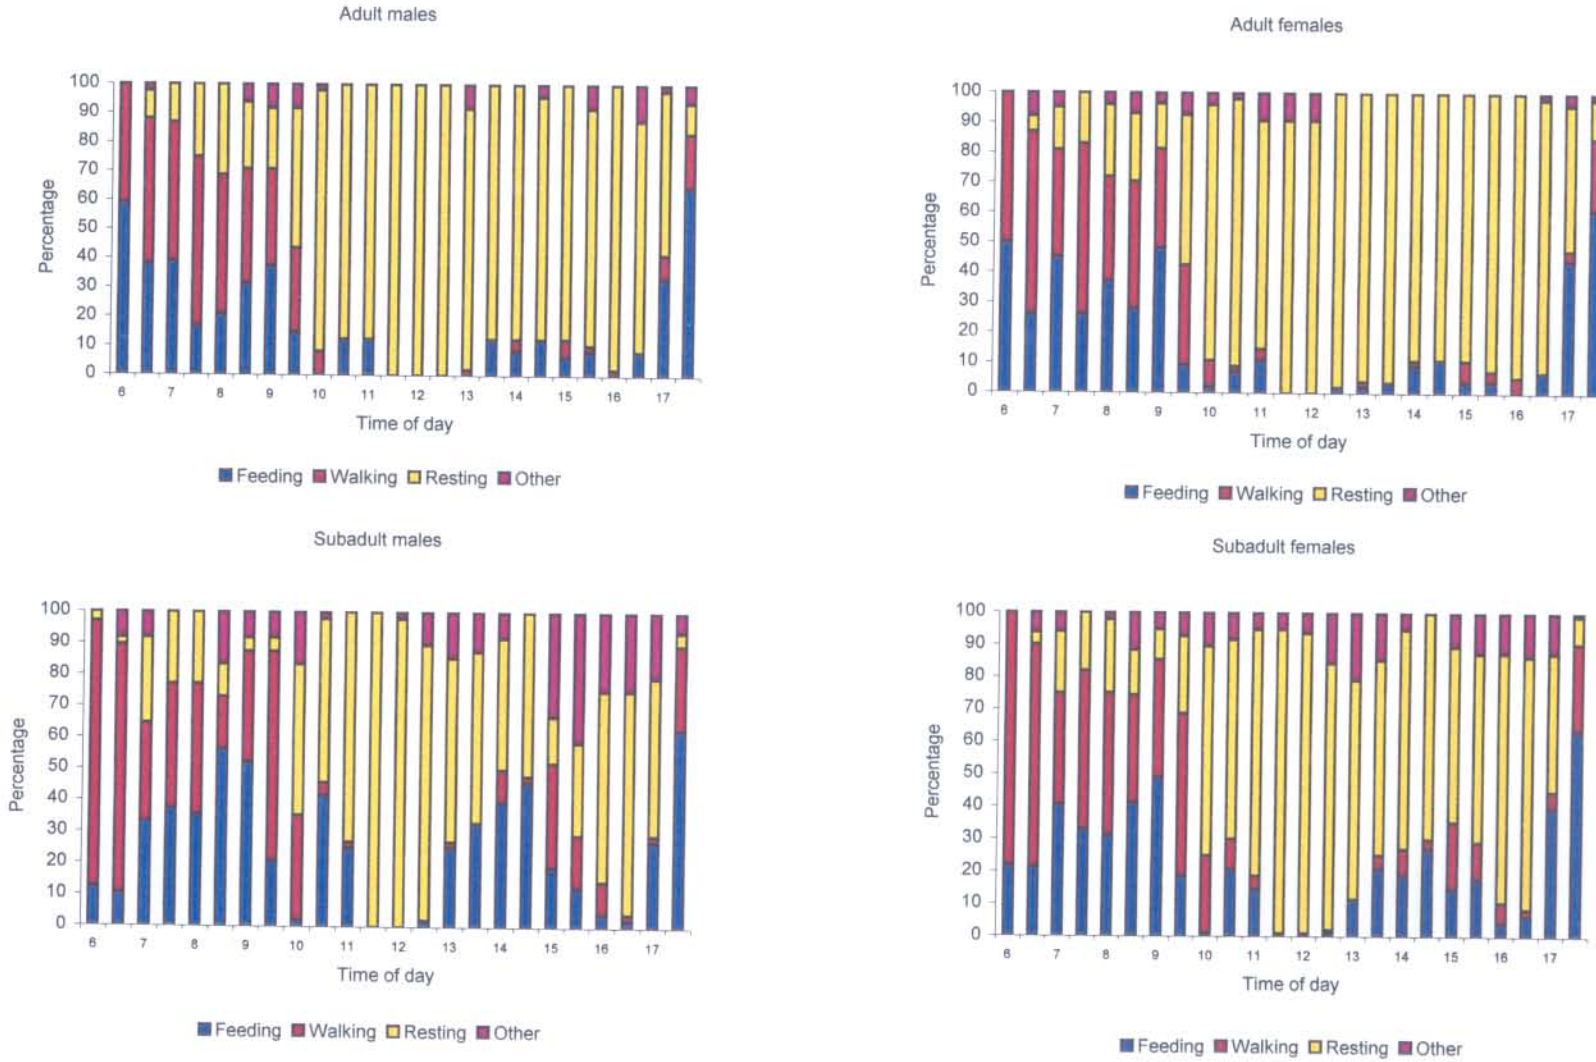 Adult males
100
90
80
70
60
50
40
30
20
10
0
Percentage
6 7 8 9 10 11 12 13 14 15 16 17
Time of day
Feeding Walking Resting Other
Adult females
100
90
80
70
60
50
40
30
20
10
0
Percentage
6 7 8 9 10 11 12 13 14 15 16 17
Time of day
Feeding Walking Resting Other
Subadult males
100
90
80
70
60
50
40
30
20
10
0
Percentage
6 7 8 9 10 11 12 13 14 15 16 17
Time of day
Feeding Walking Resting Other
Subadult females
100
90
80
70
60
50
40
30
20
10
0
Percentage
6 7 8 9 10 11 12 13 14 15 16 17
Time of day
Feeding Walking Resting Other